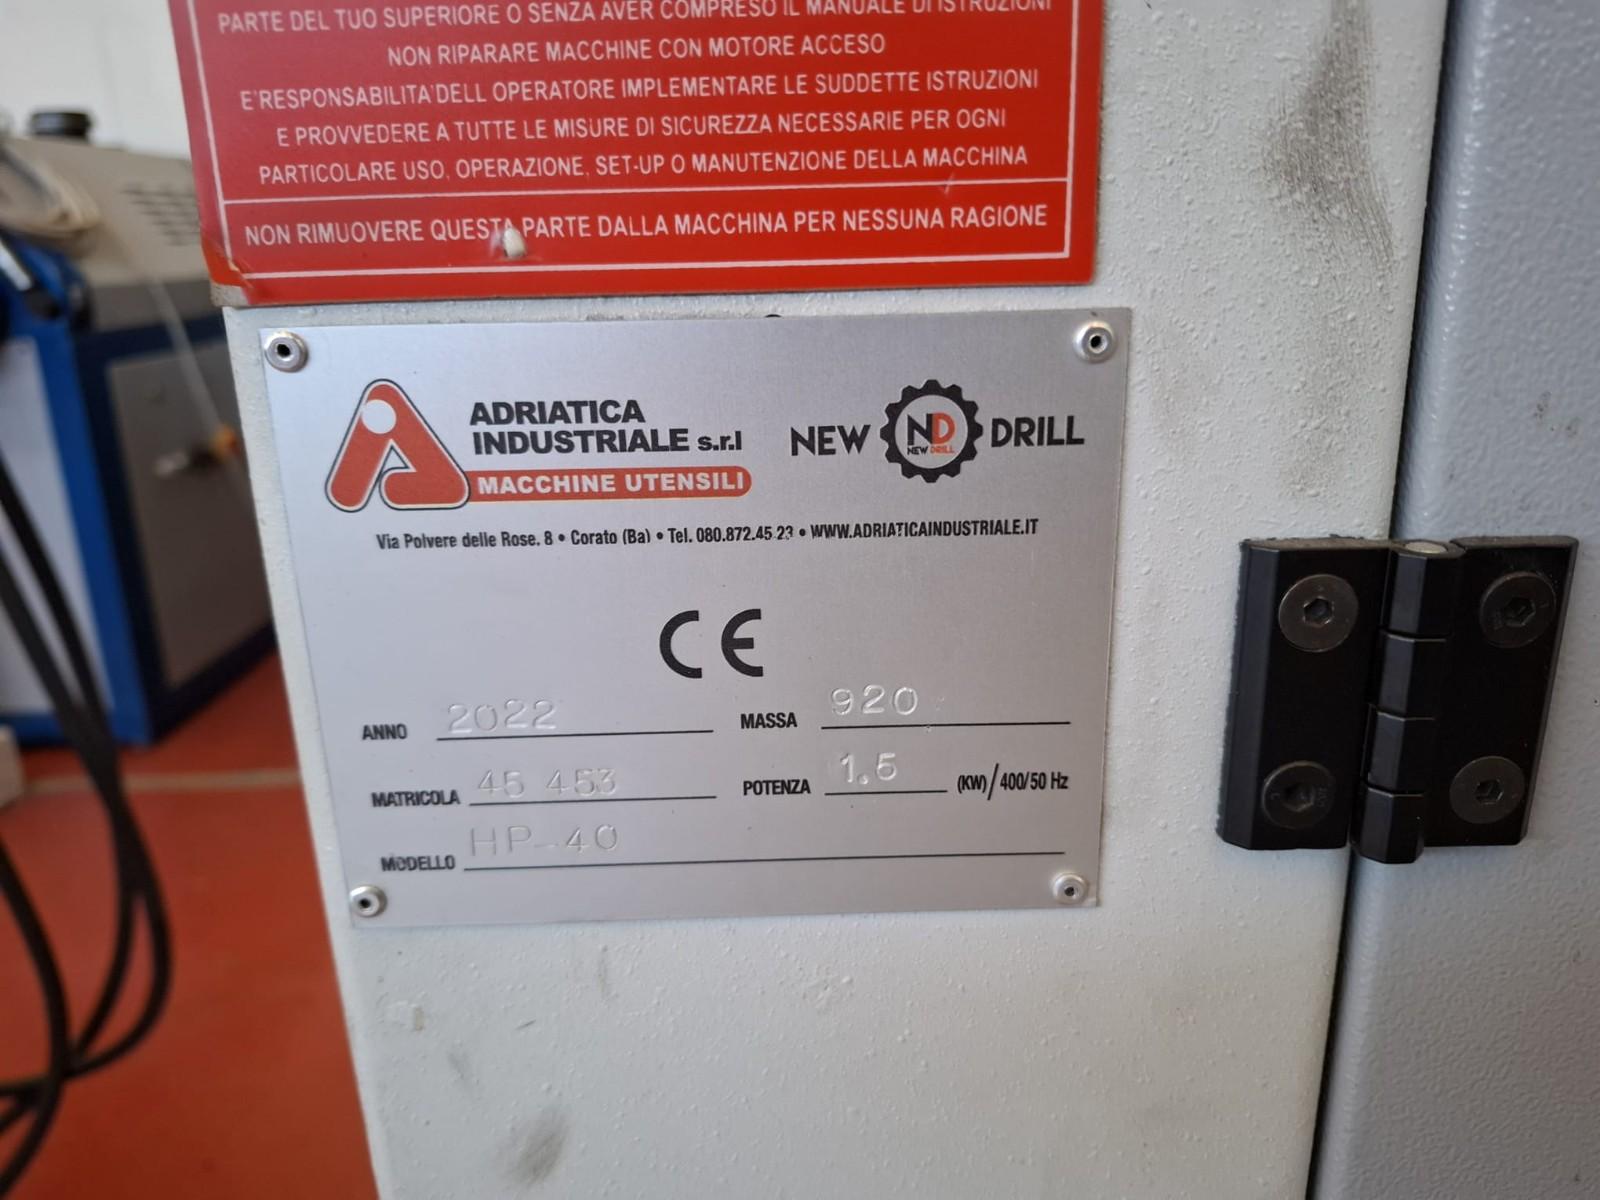 PARTE DEL TUO SUPERIORE O SENZA AVER COMPRESO IL MANUALE DI ISTRUZIONI
NON RIPARARE MACCHINE CON MOTORE ACCESO
E'RESPONSABILITA'DELL OPERATORE IMPLEMENTARE LE SUDDETTE ISTRUZIONI
E PROVVEDERE A TUTTE LE MISURE DI SICUREZZA NECESSARIE PER OGNI
PARTICOLARE USO, OPERAZIONE, SET-UP O MANUTENZIONE DELLA MACCHINA
NON RIMUOVERE QUESTA PARTE DALLA MACCHINA PER NESSUNA RAGIONE
ADRIATICA
INDUSTRIALE s.r.l
MACCHINE UTENSILI
NEW ND NEW DRILL DRILL
Via Polvere delle Rose. 8 • Corato (Ba) • Tel. 080.872.45.23 • WWW.ADRIATICAINDUSTRIALE.IT
CE
ANNO 2022 MASSA 920
MATRICOLA 45 453 POTENZA 1.5 (KW)/400/50 Hz
MODELLO HP-40